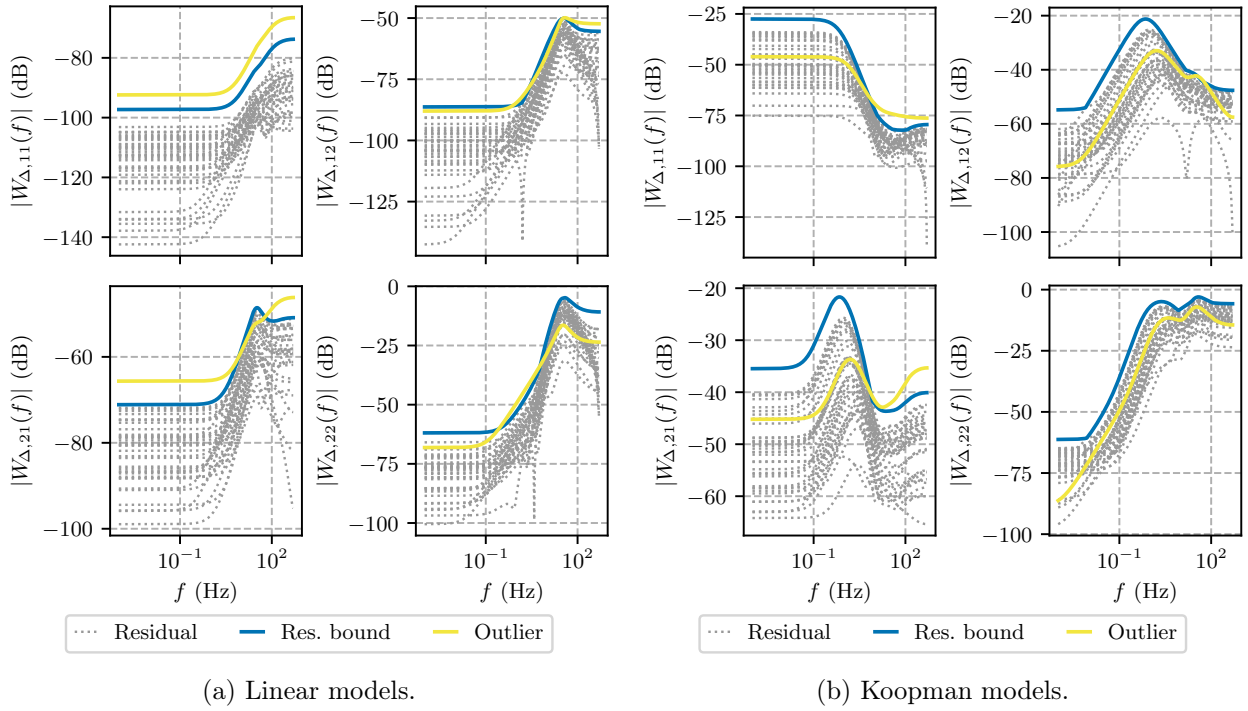 −80
−100
−120
−140
|W_{Δ,11}(f)| (dB)
−50
−75
−100
−125
|W_{Δ,12}(f)| (dB)
−25
−50
−75
−100
−125
|W_{Δ,11}(f)| (dB)
−20
−40
−60
−80
−100
|W_{Δ,12}(f)| (dB)
−60
−80
−100
|W_{Δ,21}(f)| (dB)
10^{−1} 10^{2}
f (Hz)
0
−25
−50
−75
−100
|W_{Δ,22}(f)| (dB)
10^{−1} 10^{2}
f (Hz)
−20
−30
−40
−50
−60
|W_{Δ,21}(f)| (dB)
10^{−1} 10^{2}
f (Hz)
0
−25
−50
−75
−100
|W_{Δ,22}(f)| (dB)
10^{−1} 10^{2}
f (Hz)
Residual Res. bound Outlier
Residual Res. bound Outlier
(a) Linear models.
(b) Koopman models.